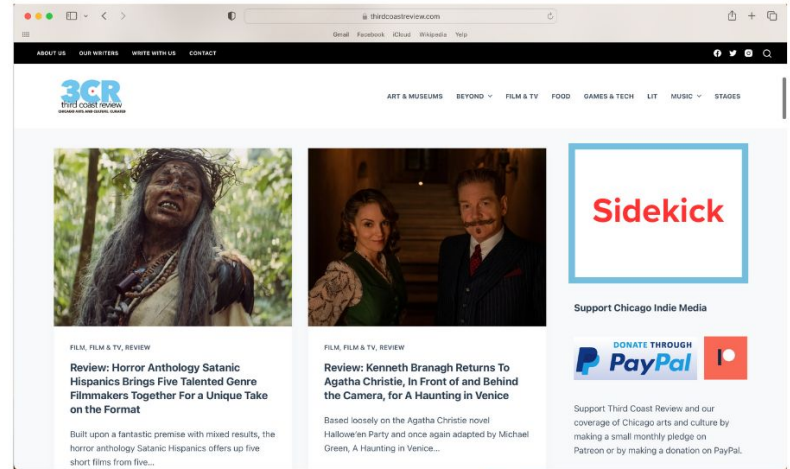 thirdcoastreview.com
Gmail Facebook iCloud Wikipedia Yelp
ABOUT US OUR WRITERS WRITE WITH US CONTACT
3CR
third coast review
CHICAGO ARTS AND CULTURE, CURATED
ART & MUSEUMS BEYOND FILM & TV FOOD GAMES & TECH LIT MUSIC STAGES
FILM, FILM & TV, REVIEW
Review: Horror Anthology Satanic
Hispanics Brings Five Talented Genre
Filmmakers Together For a Unique Take
on the Format
Built upon a fantastic premise with mixed results, the
horror anthology Satanic Hispanics offers up five
short films from five...
FILM, FILM & TV, REVIEW
Review: Kenneth Branagh Returns To
Agatha Christie, In Front of and Behind
the Camera, for A Haunting in Venice
Based loosely on the Agatha Christie novel
Hallowe'en Party and once again adapted by Michael
Green, A Haunting in Venice...
Sidekick
Support Chicago Indie Media
DONATE THROUGH
PayPal
Support Third Coast Review and our
coverage of Chicago arts and culture by
making a small monthly pledge on
Patreon or by making a donation on PayPal.